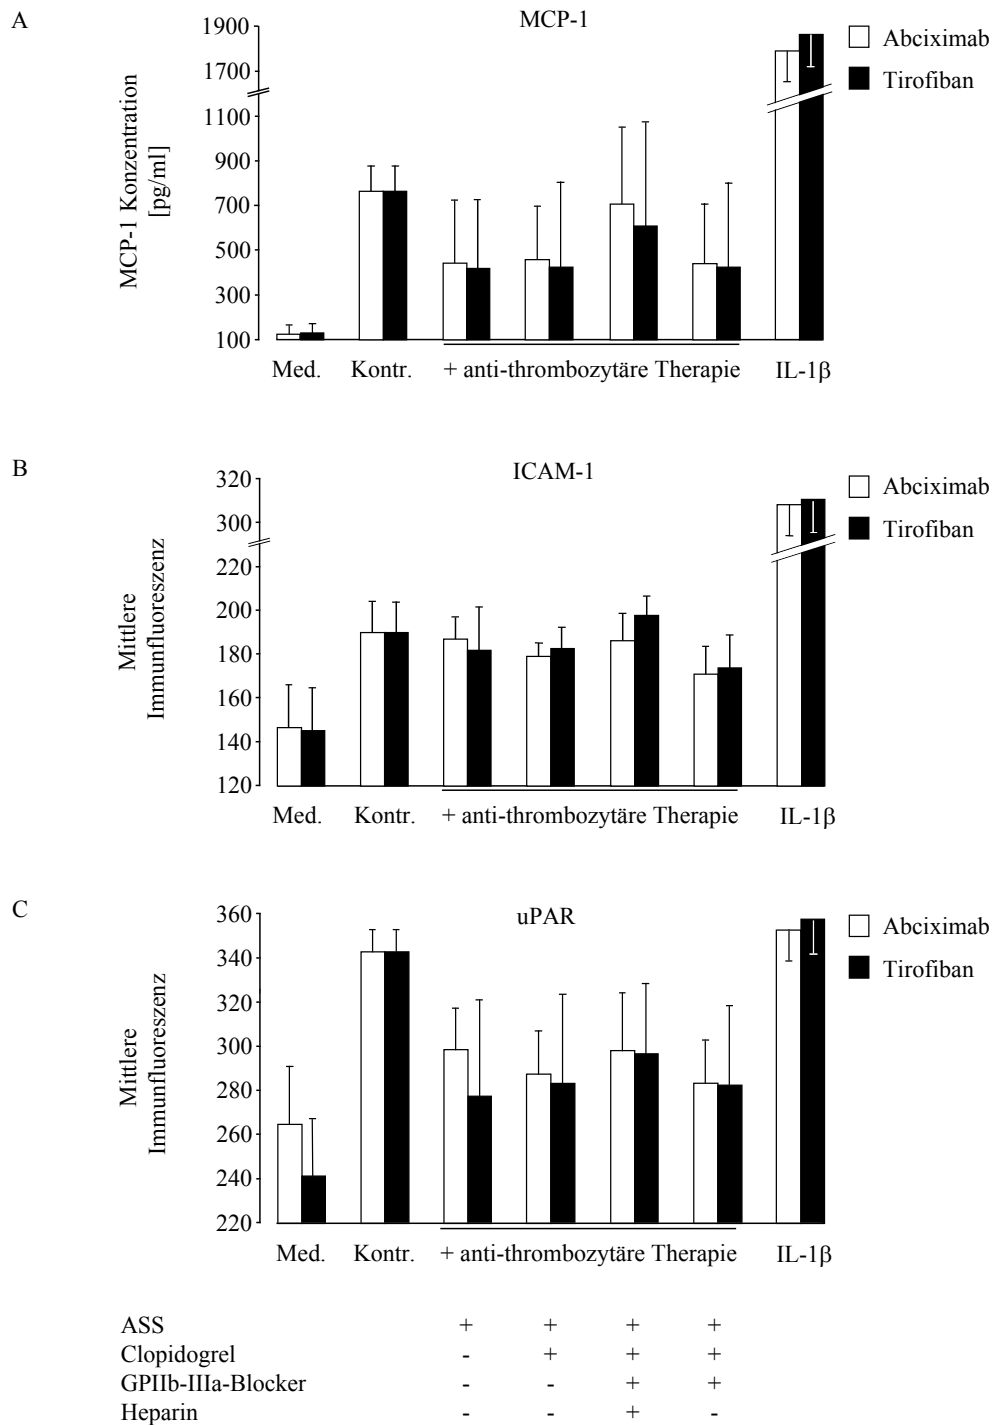 A
MCP-1
1900
1700
1100
900
700
500
300
100
MCP-1 Konzentration
[pg/ml]
Abciximab
Tirofiban
Med. Kontr. + anti-thrombozytäre Therapie IL-1β
B
ICAM-1
320
300
220
200
180
160
140
120
Mittlere
Immunfluoreszenz
Abciximab
Tirofiban
Med. Kontr. + anti-thrombozytäre Therapie IL-1β
C
uPAR
360
340
320
300
280
260
240
220
Mittlere
Immunfluoreszenz
Abciximab
Tirofiban
Med. Kontr. + anti-thrombozytäre Therapie IL-1β
ASS + + + +
Clopidogrel - + + +
GPIIb-IIIa-Blocker - - + +
Heparin - - + -